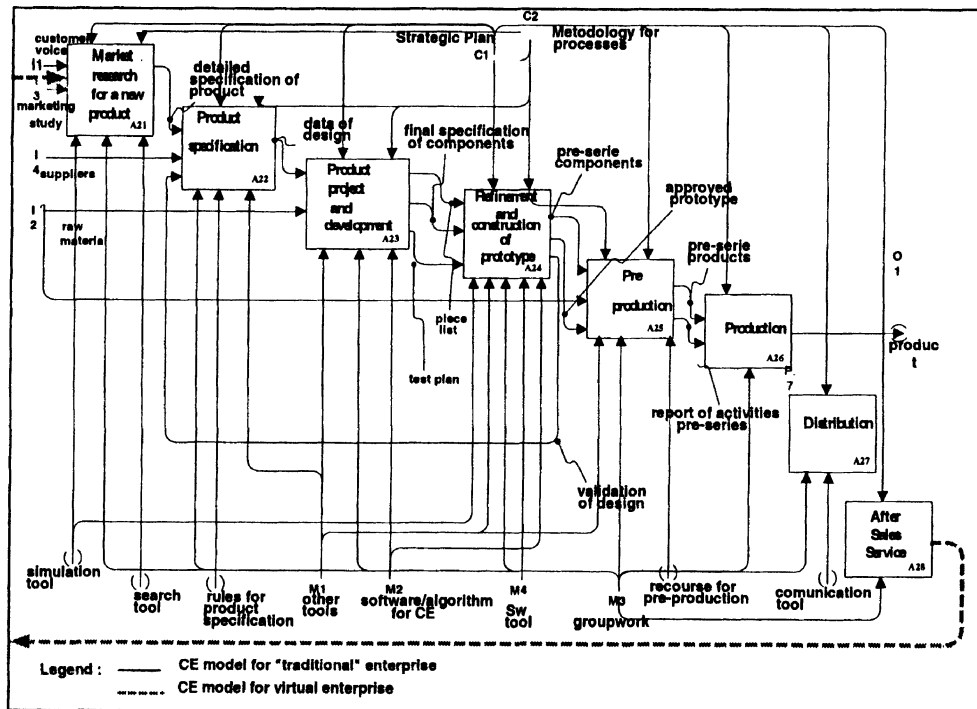 C2
customer
voice
I1
3
marketing
study
Market
research
for a new
product
A21
Strategic Plan
C1
Metodology for
processes
detailed
specification of
product
Product
specification
A22
data of
design
final specification
of components
pre-serie
components
approved
prototype
I
4 suppliers
I
2
raw
material
Product
project
and
development
A23
Refinement
and
construction
of
prototype
A24
pre-serie
products
O
1
Pre
production
A25
piece
list
test plan
Production
A26
P.
7
produc
t
report of activities
pre-series
Distribution
A27
validation
of design
After
Sales
Service
A28
simulation
tool
search
tool
rules for
product
specification
M1
other
tools
M2
software/algorithm
for CE
M4
Sw
tool
M3
groupwork
recourse for
pre-production
comunication
tool
Legend :
CE model for "traditional" enterprise
CE model for virtual enterprise